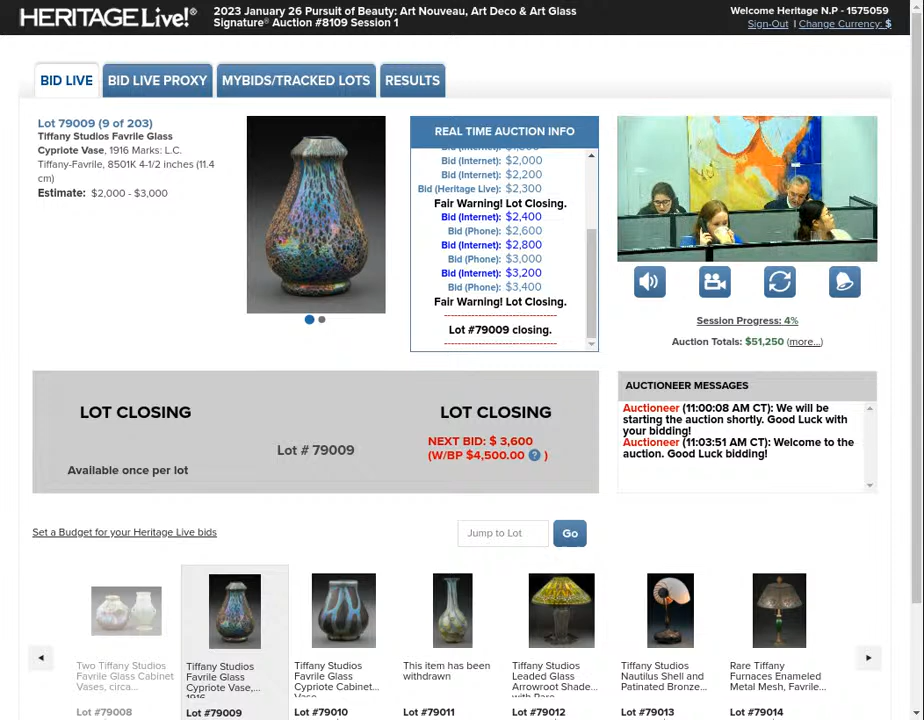 HERITAGE Live!®
2023 January 26 Pursuit of Beauty: Art Nouveau, Art Deco & Art Glass
Signature® Auction #8109 Session 1
Welcome Heritage N.P - 1575059
Sign-Out | Change Currency: $
BID LIVE
BID LIVE PROXY
MYBIDS/TRACKED LOTS
RESULTS
Lot 79009 (9 of 203)
Tiffany Studios Favrile Glass
Cypriote Vase, 1916 Marks: L.C.
Tiffany-Favrile, 8501K 4-1/2 inches (11.4
cm)
Estimate: $2,000 - $3,000
REAL TIME AUCTION INFO
Bid (Internet): $2,000
Bid (Internet): $2,200
Bid (Heritage Live): $2,300
Fair Warning! Lot Closing.
Bid (Internet): $2,400
Bid (Phone): $2,600
Bid (Internet): $2,800
Bid (Phone): $3,000
Bid (Internet): $3,200
Bid (Phone): $3,400
Fair Warning! Lot Closing.
--------------------------------
Lot #79009 closing.
--------------------------------
Session Progress: 4%
Auction Totals: $51,250 (more...)
LOT CLOSING
Available once per lot
Lot # 79009
LOT CLOSING
NEXT BID: $ 3,600
(W/BP $4,500.00 ? )
AUCTIONEER MESSAGES
Auctioneer (11:00:08 AM CT): We will be
starting the auction shortly. Good Luck with
your bidding!
Auctioneer (11:03:51 AM CT): Welcome to the
auction. Good Luck bidding!
Set a Budget for your Heritage Live bids
Jump to Lot
Go
Two Tiffany Studios
Favrile Glass Cabinet
Vases, circa...
Lot #79008
Tiffany Studios
Favrile Glass
Cypriote Vase,...
1916
Lot #79009
Tiffany Studios
Favrile Glass
Cypriote Cabinet...
Vase
Lot #79010
This item has been
withdrawn
Lot #79011
Tiffany Studios
Leaded Glass
Arrowroot Shade...
with Rare
Lot #79012
Tiffany Studios
Nautilus Shell and
Patinated Bronze...
Lot #79013
Rare Tiffany
Furnaces Enameled
Metal Mesh, Favrile...
Lot #79014